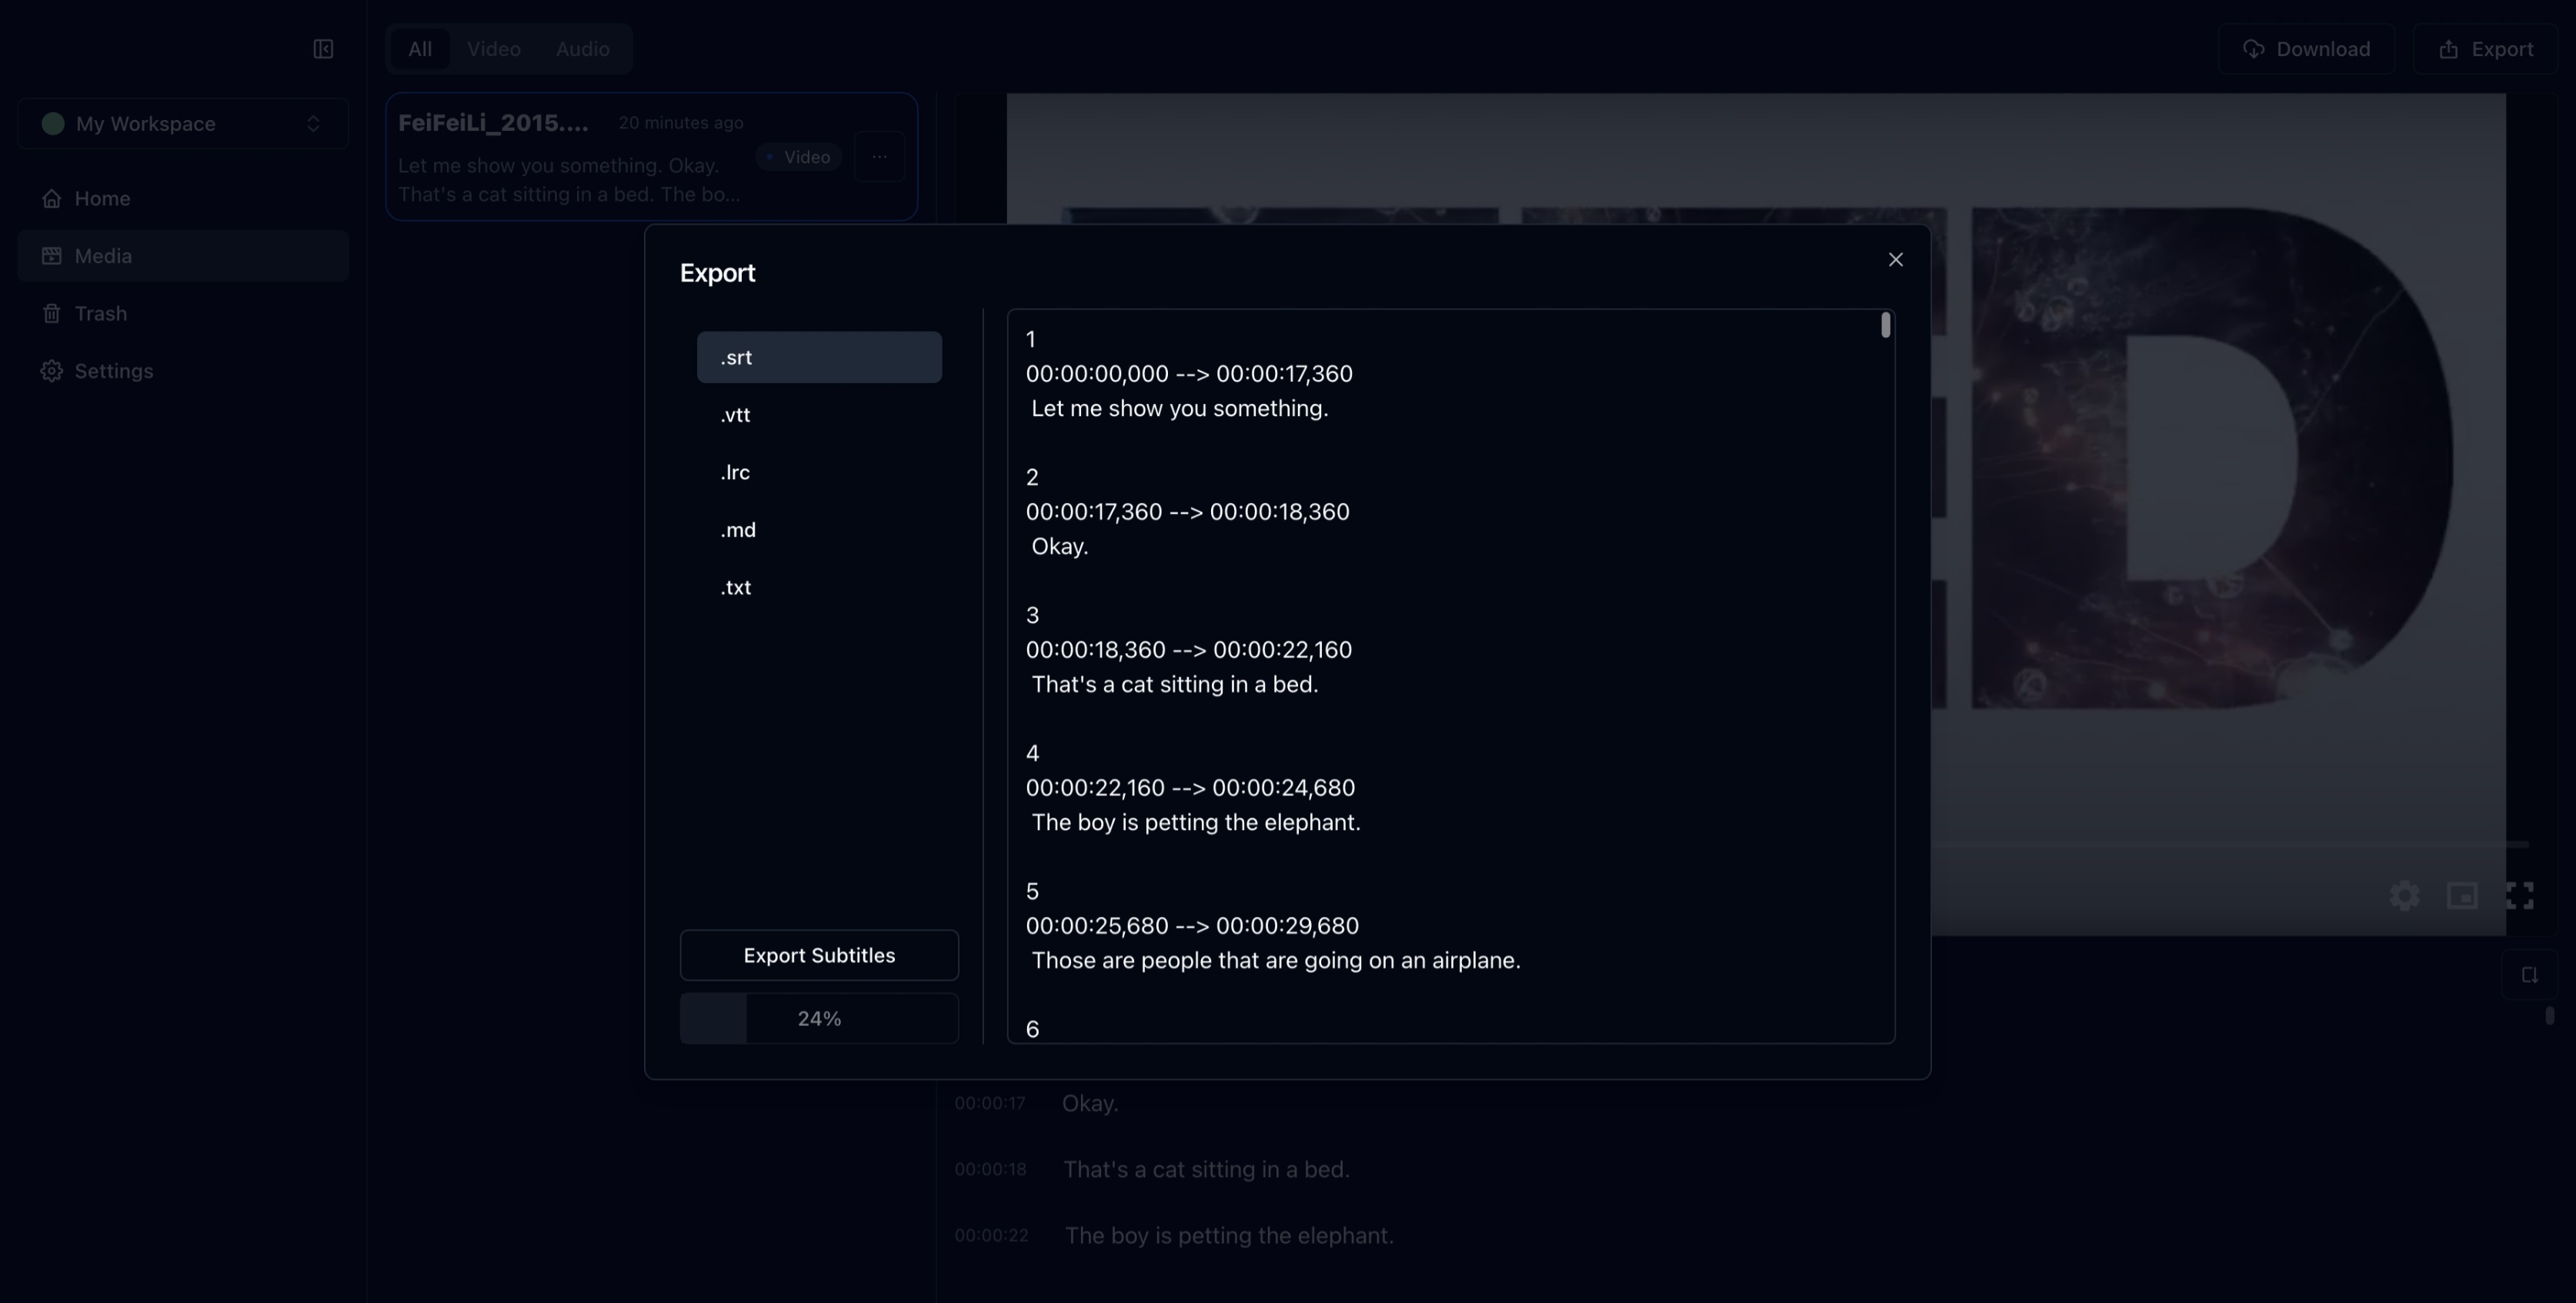 All
Video
Audio
Download
Export
My Workspace
Home
Media
Trash
Settings
FeiFeiLi_2015....
20 minutes ago
Let me show you something. Okay.
That's a cat sitting in a bed. The bo...
Video
...
Export
.srt
.vtt
.lrc
.md
.txt
Export Subtitles
24%
1
00:00:00,000 --> 00:00:17,360
Let me show you something.
2
00:00:17,360 --> 00:00:18,360
Okay.
3
00:00:18,360 --> 00:00:22,160
That's a cat sitting in a bed.
4
00:00:22,160 --> 00:00:24,680
The boy is petting the elephant.
5
00:00:25,680 --> 00:00:29,680
Those are people that are going on an airplane.
6
D
00:00:17 Okay.
00:00:18 That's a cat sitting in a bed.
00:00:22 The boy is petting the elephant.